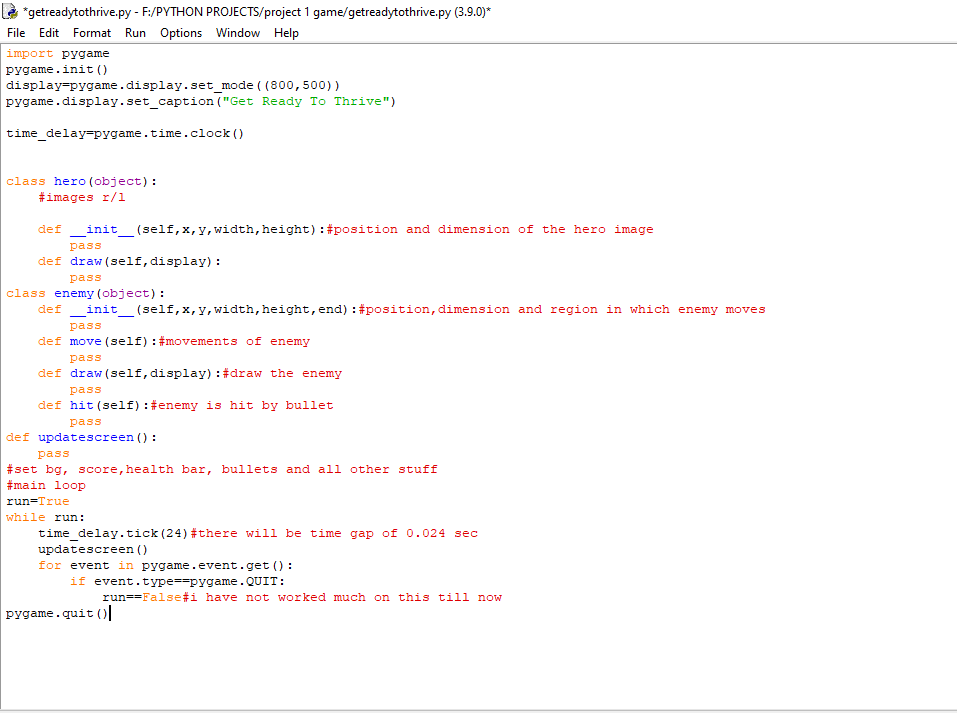 *getreadytothrive.py - F:/PYTHON PROJECTS/project 1 game/getreadytothrive.py (3.9.0)*
File Edit Format Run Options Window Help
import pygame
pygame.init()
display=pygame.display.set_mode((800,500))
pygame.display.set_caption("Get Ready To Thrive")

time_delay=pygame.time.clock()


class hero(object):
    #images r/l

    def __init__(self,x,y,width,height):#position and dimension of the hero image
        pass
    def draw(self,display):
        pass
class enemy(object):
    def __init__(self,x,y,width,height,end):#position,dimension and region in which enemy moves
        pass
    def move(self):#movements of enemy
        pass
    def draw(self,display):#draw the enemy
        pass
    def hit(self):#enemy is hit by bullet
        pass
def updatescreen():
    pass
#set bg, score,health bar, bullets and all other stuff
#main loop
run=True
while run:
    time_delay.tick(24)#there will be time gap of 0.024 sec
    updatescreen()
    for event in pygame.event.get():
        if event.type==pygame.QUIT:
            run==False#i have not worked much on this till now
pygame.quit()